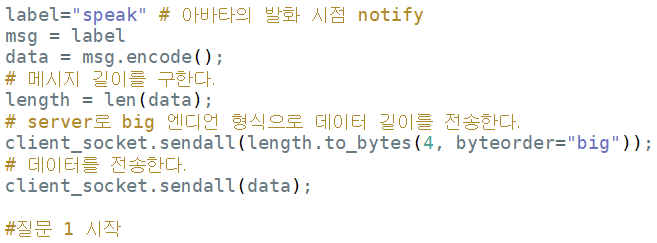 label="speak" # 아바타의 발화 시점 notify
msg = label
data = msg.encode();
# 메시지 길이를 구한다.
length = len(data);
# server로 big 엔디언 형식으로 데이터 길이를 전송한다.
client_socket.sendall(length.to_bytes(4, byteorder="big"));
# 데이터를 전송한다.
client_socket.sendall(data);
#질문 1 시작